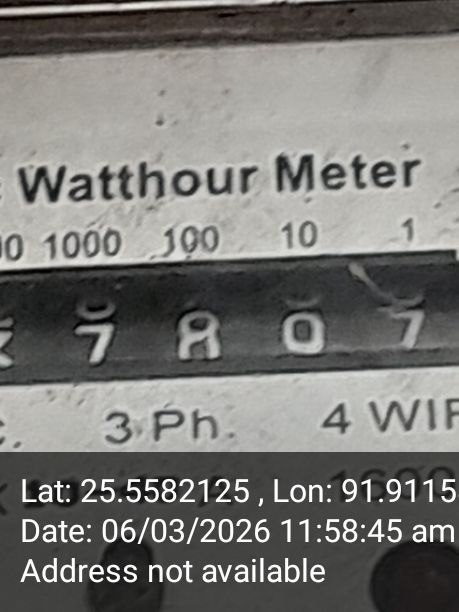 Watthour Meter
00 1000 100 10 1
7 8 0 7
3 Ph. 4 WIR
Lat: 25.5582125 , Lon: 91.9115
Date: 06/03/2026 11:58:45 am
Address not available